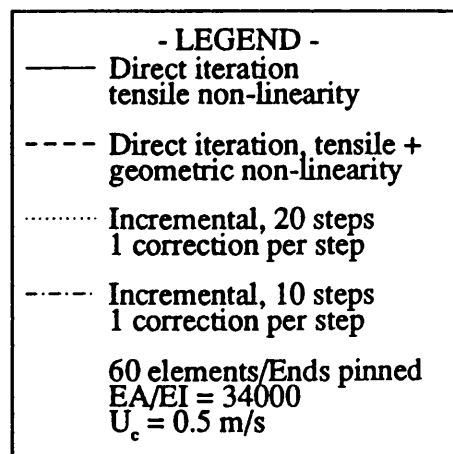 - LEGEND -
Direct iteration
tensile non-linearity
Direct iteration, tensile +
geometric non-linearity
Incremental, 20 steps
1 correction per step
Incremental, 10 steps
1 correction per step
60 elements/Ends pinned
EA/EI = 34000
U_c = 0.5 m/s